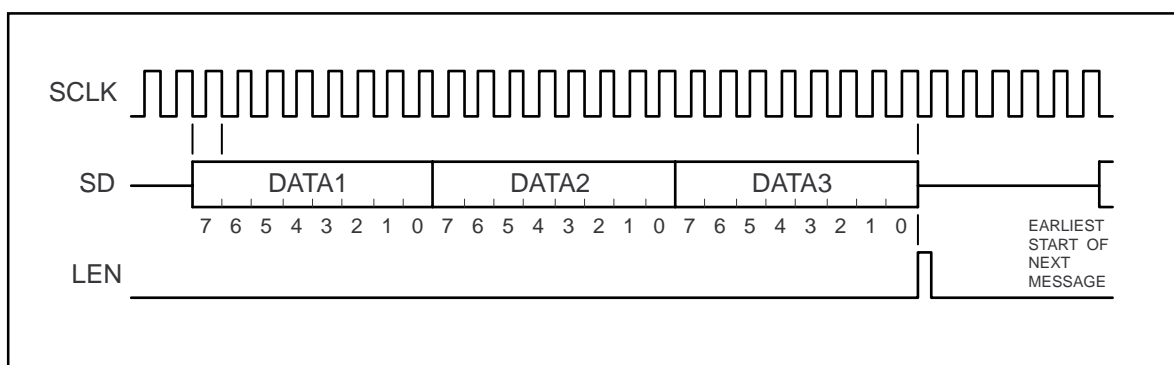 SCLK
SD
DATA1 DATA2 DATA3
7 6 5 4 3 2 1 0 7 6 5 4 3 2 1 0 7 6 5 4 3 2 1 0
EARLIEST
START OF
NEXT
MESSAGE
LEN